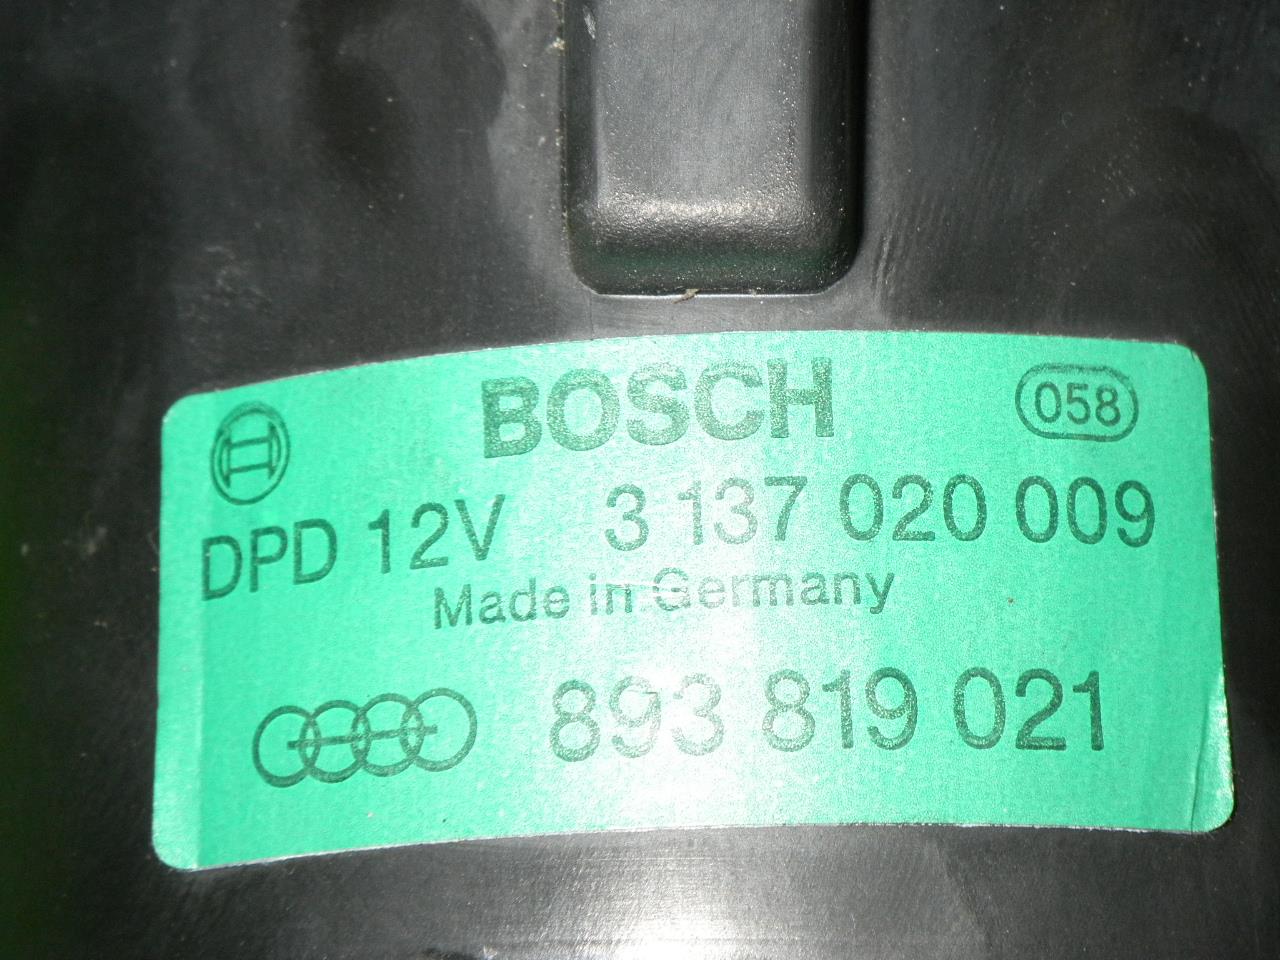 BOSCH 058
DPD 12V 3 137 020 009
Made in Germany
893 819 021